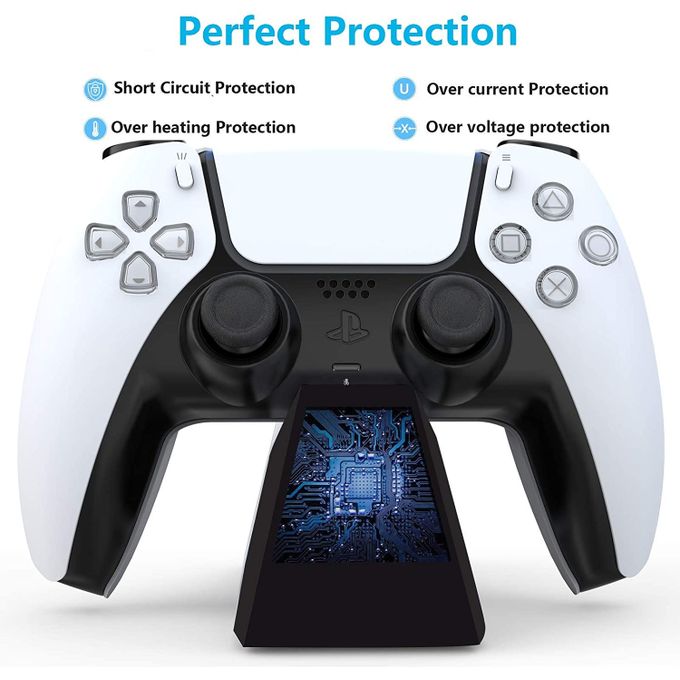 Perfect Protection
Short Circuit Protection
U Over current Protection
Over heating Protection
X Over voltage protection